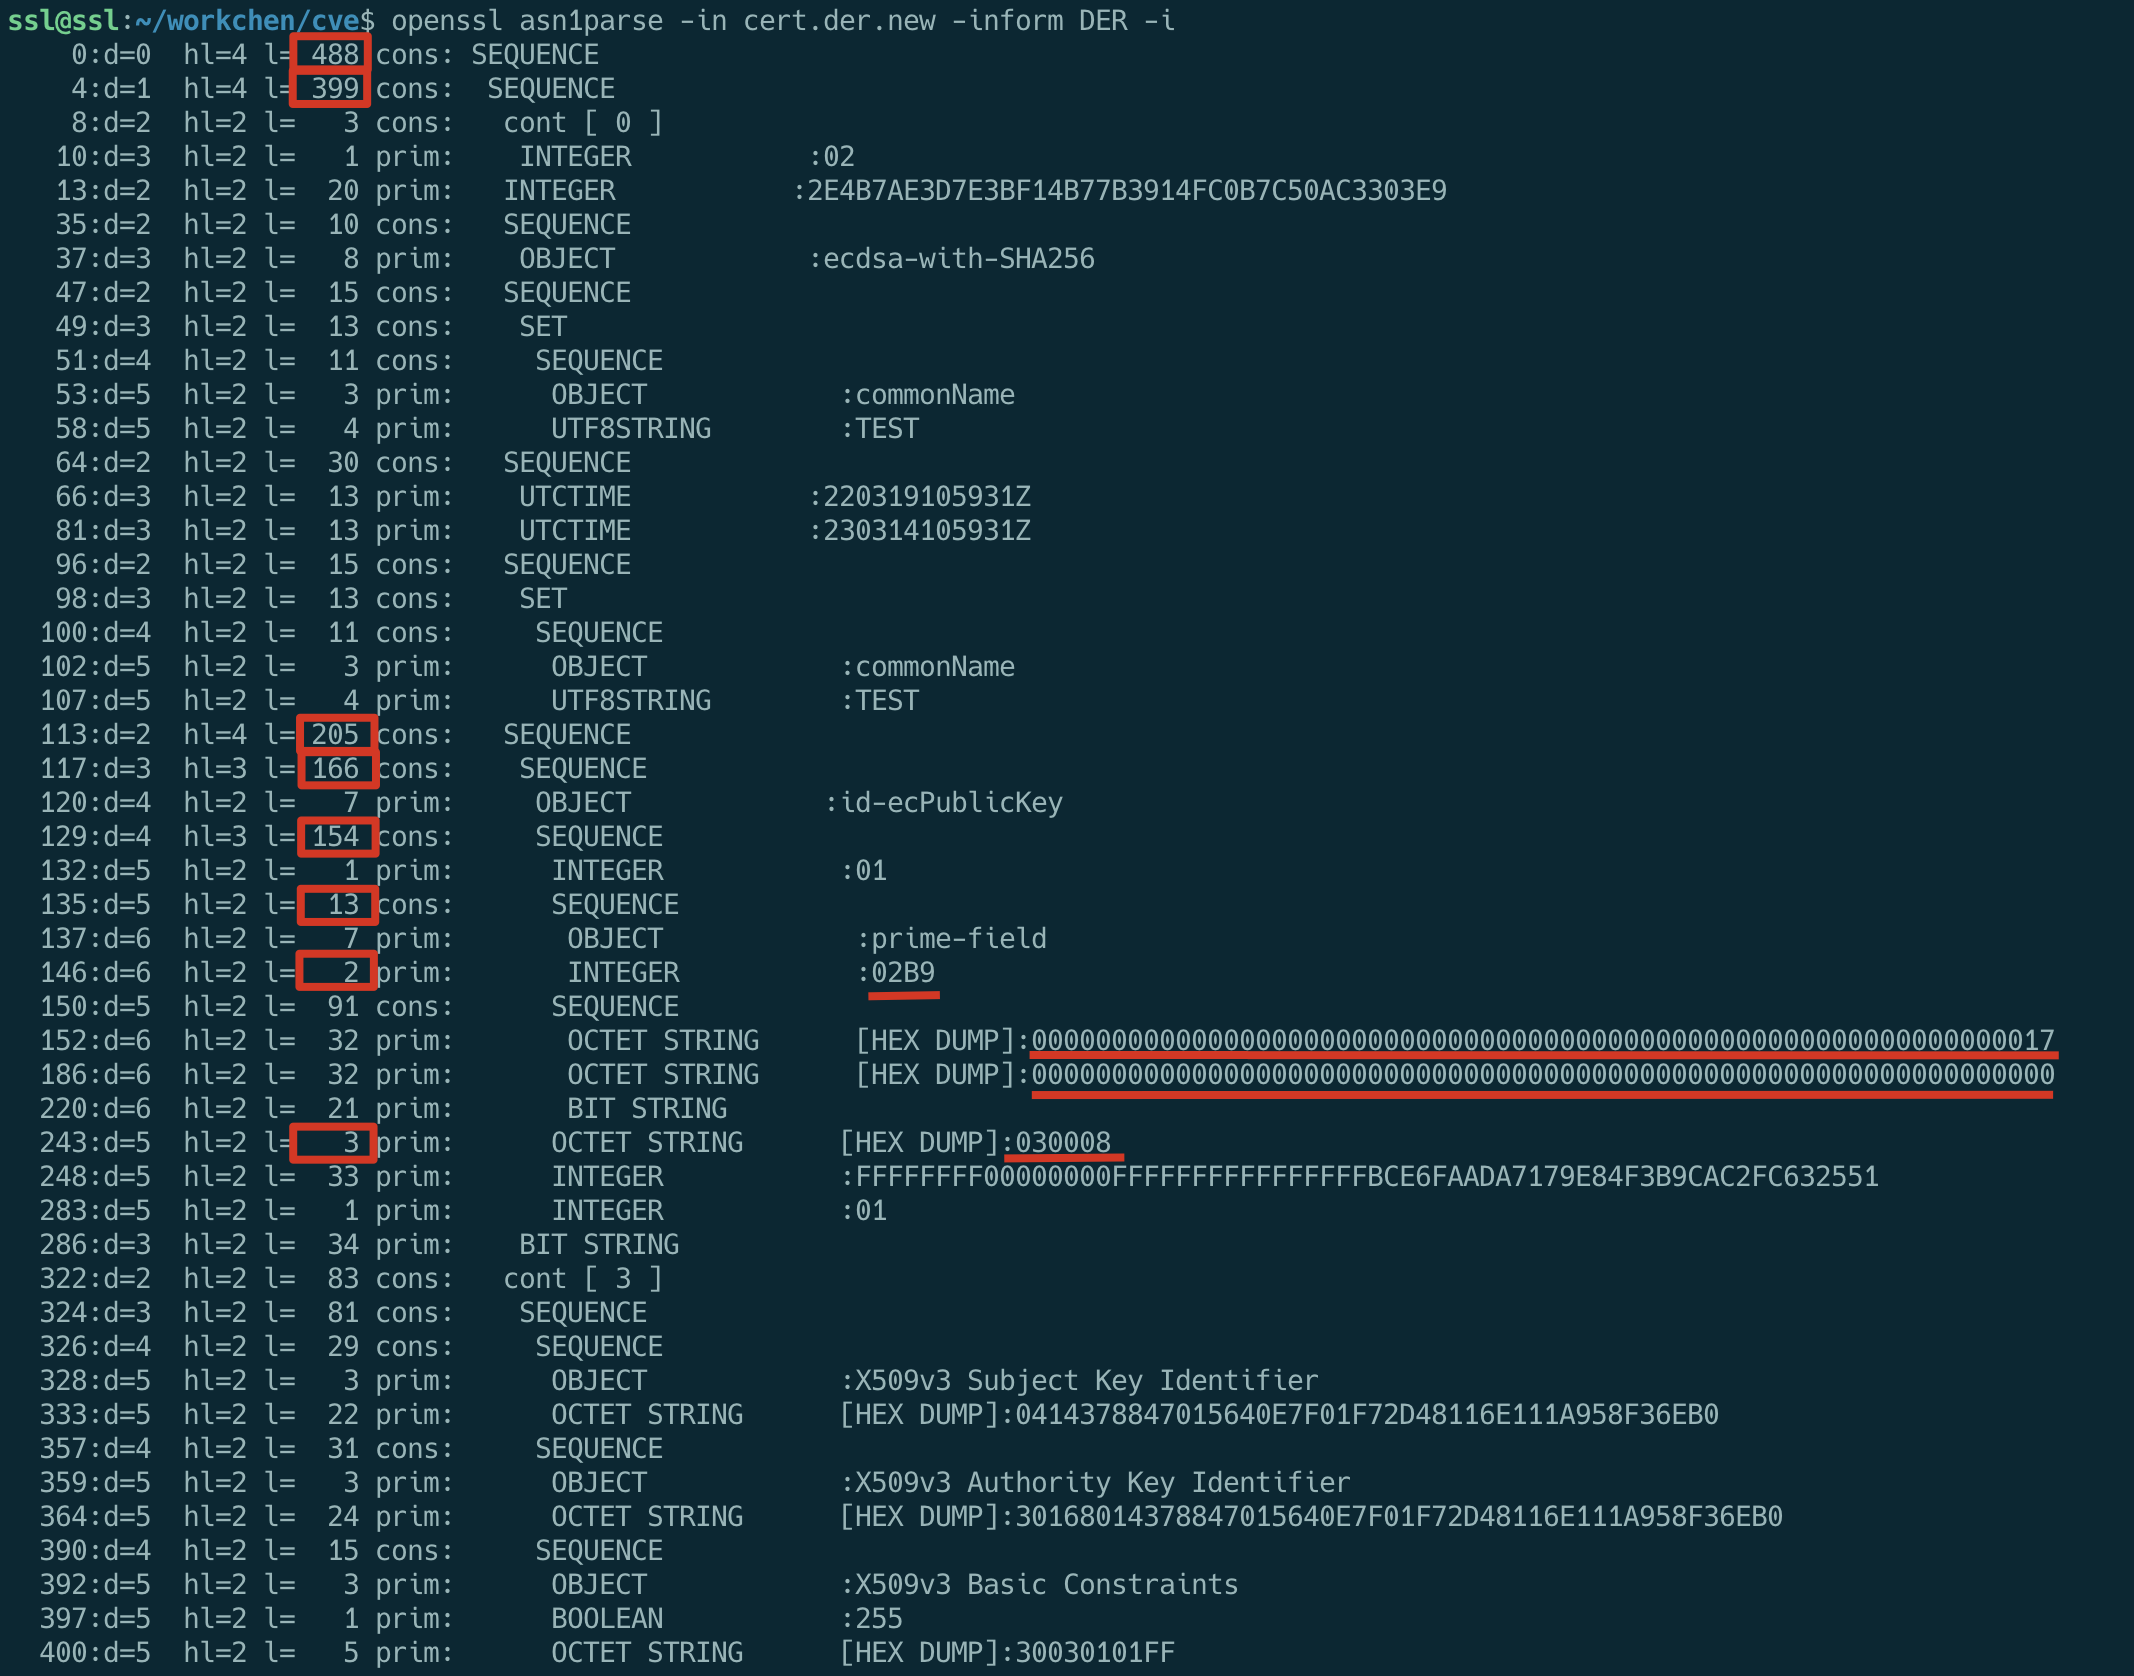 ssl@ssl:~/workchen/cve$ openssl asn1parse -in cert.der.new -inform DER -i
0:d=0  hl=4 l= 488 cons: SEQUENCE
4:d=1  hl=4 l= 399 cons:  SEQUENCE
8:d=2  hl=2 l=   3 cons:   cont [ 0 ]
10:d=3  hl=2 l=   1 prim:    INTEGER           :02
13:d=2  hl=2 l=  20 prim:   INTEGER           :2E4B7AE3D7E3BF14B77B3914FC0B7C50AC3303E9
35:d=2  hl=2 l=  10 cons:   SEQUENCE
37:d=3  hl=2 l=   8 prim:    OBJECT            :ecdsa-with-SHA256
47:d=2  hl=2 l=  15 cons:   SEQUENCE
49:d=3  hl=2 l=  13 cons:    SET
51:d=4  hl=2 l=  11 cons:     SEQUENCE
53:d=5  hl=2 l=   3 prim:      OBJECT            :commonName
58:d=5  hl=2 l=   4 prim:      UTF8STRING        :TEST
64:d=2  hl=2 l=  30 cons:   SEQUENCE
66:d=3  hl=2 l=  13 prim:    UTCTIME           :220319105931Z
81:d=3  hl=2 l=  13 prim:    UTCTIME           :230314105931Z
96:d=2  hl=2 l=  15 cons:   SEQUENCE
98:d=3  hl=2 l=  13 cons:    SET
100:d=4  hl=2 l=  11 cons:     SEQUENCE
102:d=5  hl=2 l=   3 prim:      OBJECT            :commonName
107:d=5  hl=2 l=   4 prim:      UTF8STRING        :TEST
113:d=2  hl=4 l= 205 cons:   SEQUENCE
117:d=3  hl=3 l= 166 cons:    SEQUENCE
120:d=4  hl=2 l=   7 prim:     OBJECT            :id-ecPublicKey
129:d=4  hl=3 l= 154 cons:     SEQUENCE
132:d=5  hl=2 l=   1 prim:      INTEGER           :01
135:d=5  hl=2 l=  13 cons:      SEQUENCE
137:d=6  hl=2 l=   7 prim:       OBJECT            :prime-field
146:d=6  hl=2 l=   2 prim:       INTEGER           :02B9
150:d=5  hl=2 l=  91 cons:      SEQUENCE
152:d=6  hl=2 l=  32 prim:       OCTET STRING      [HEX DUMP]:0000000000000000000000000000000000000000000000000000000000000017
186:d=6  hl=2 l=  32 prim:       OCTET STRING      [HEX DUMP]:0000000000000000000000000000000000000000000000000000000000000000
220:d=6  hl=2 l=  21 prim:       BIT STRING
243:d=5  hl=2 l=   3 prim:      OCTET STRING      [HEX DUMP]:030008
248:d=5  hl=2 l=  33 prim:      INTEGER           :FFFFFFFF00000000FFFFFFFFFFFFFFFFBCE6FAADA7179E84F3B9CAC2FC632551
283:d=5  hl=2 l=   1 prim:      INTEGER           :01
286:d=3  hl=2 l=  34 prim:    BIT STRING
322:d=2  hl=2 l=  83 cons:   cont [ 3 ]
324:d=3  hl=2 l=  81 cons:    SEQUENCE
326:d=4  hl=2 l=  29 cons:     SEQUENCE
328:d=5  hl=2 l=   3 prim:      OBJECT            :X509v3 Subject Key Identifier
333:d=5  hl=2 l=  22 prim:      OCTET STRING      [HEX DUMP]:0414378847015640E7F01F72D48116E111A958F36EB0
357:d=4  hl=2 l=  31 cons:     SEQUENCE
359:d=5  hl=2 l=   3 prim:      OBJECT            :X509v3 Authority Key Identifier
364:d=5  hl=2 l=  24 prim:      OCTET STRING      [HEX DUMP]:30168014378847015640E7F01F72D48116E111A958F36EB0
390:d=4  hl=2 l=  15 cons:     SEQUENCE
392:d=5  hl=2 l=   3 prim:      OBJECT            :X509v3 Basic Constraints
397:d=5  hl=2 l=   1 prim:      BOOLEAN           :255
400:d=5  hl=2 l=   5 prim:      OCTET STRING      [HEX DUMP]:30030101FF